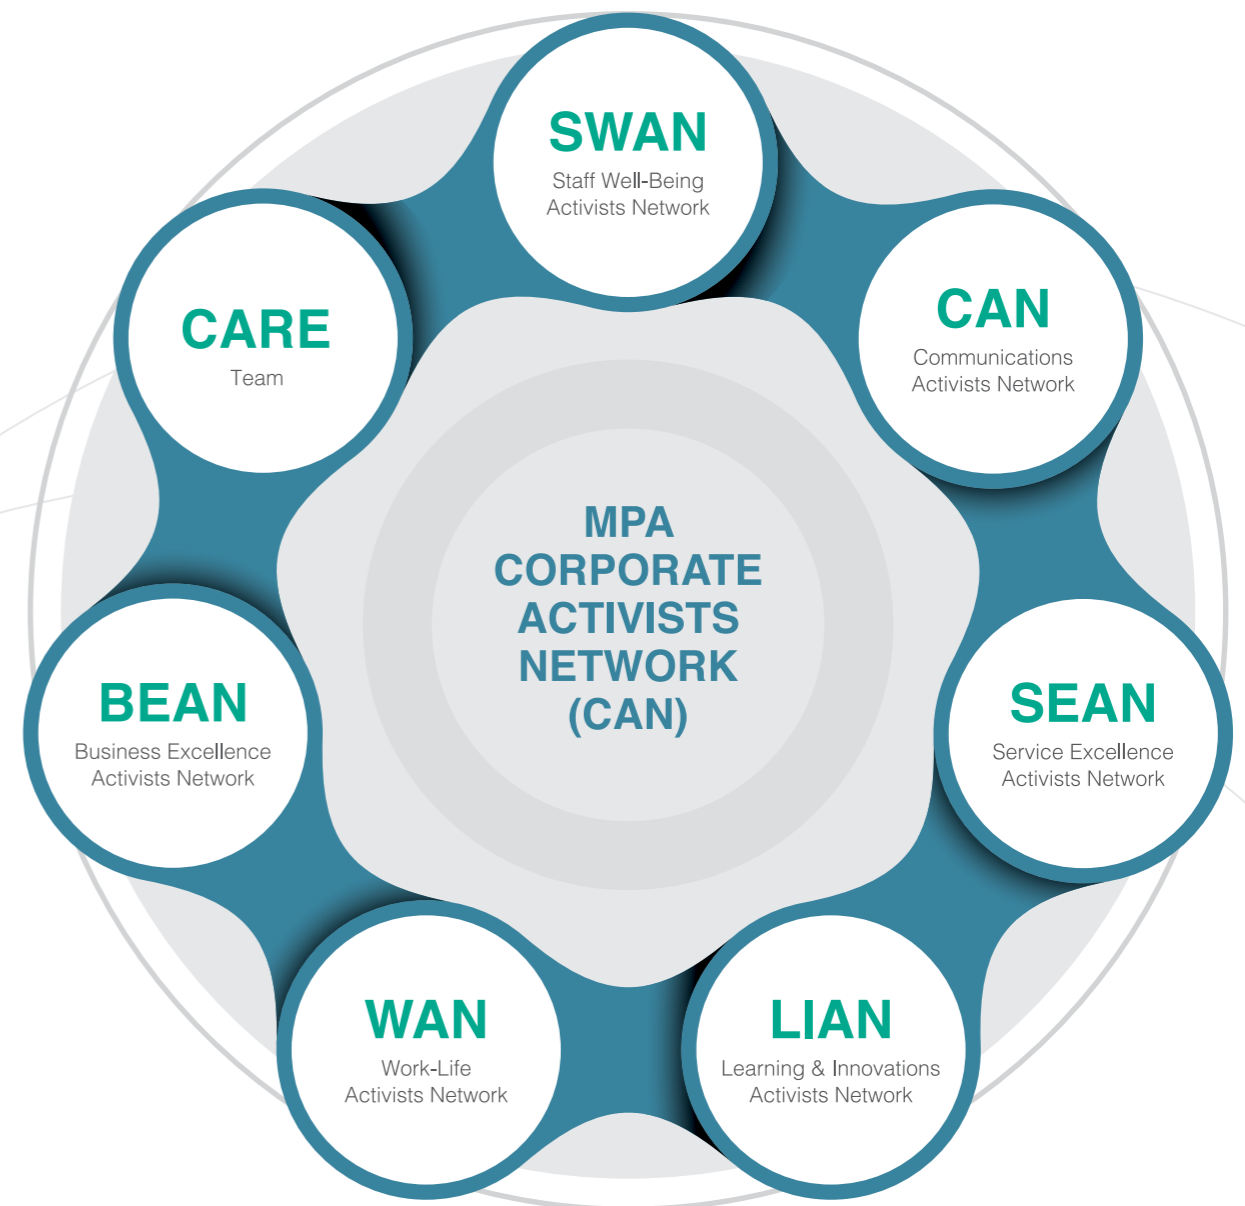 SWAN
Staff Well-Being
Activists Network
CAN
Communications
Activists Network
SEAN
Service Excellence
Activists Network
LIAN
Learning & Innovations
Activists Network
WAN
Work-Life
Activists Network
BEAN
Business Excellence
Activists Network
CARE
Team
MPA
CORPORATE
ACTIVISTS
NETWORK
(CAN)